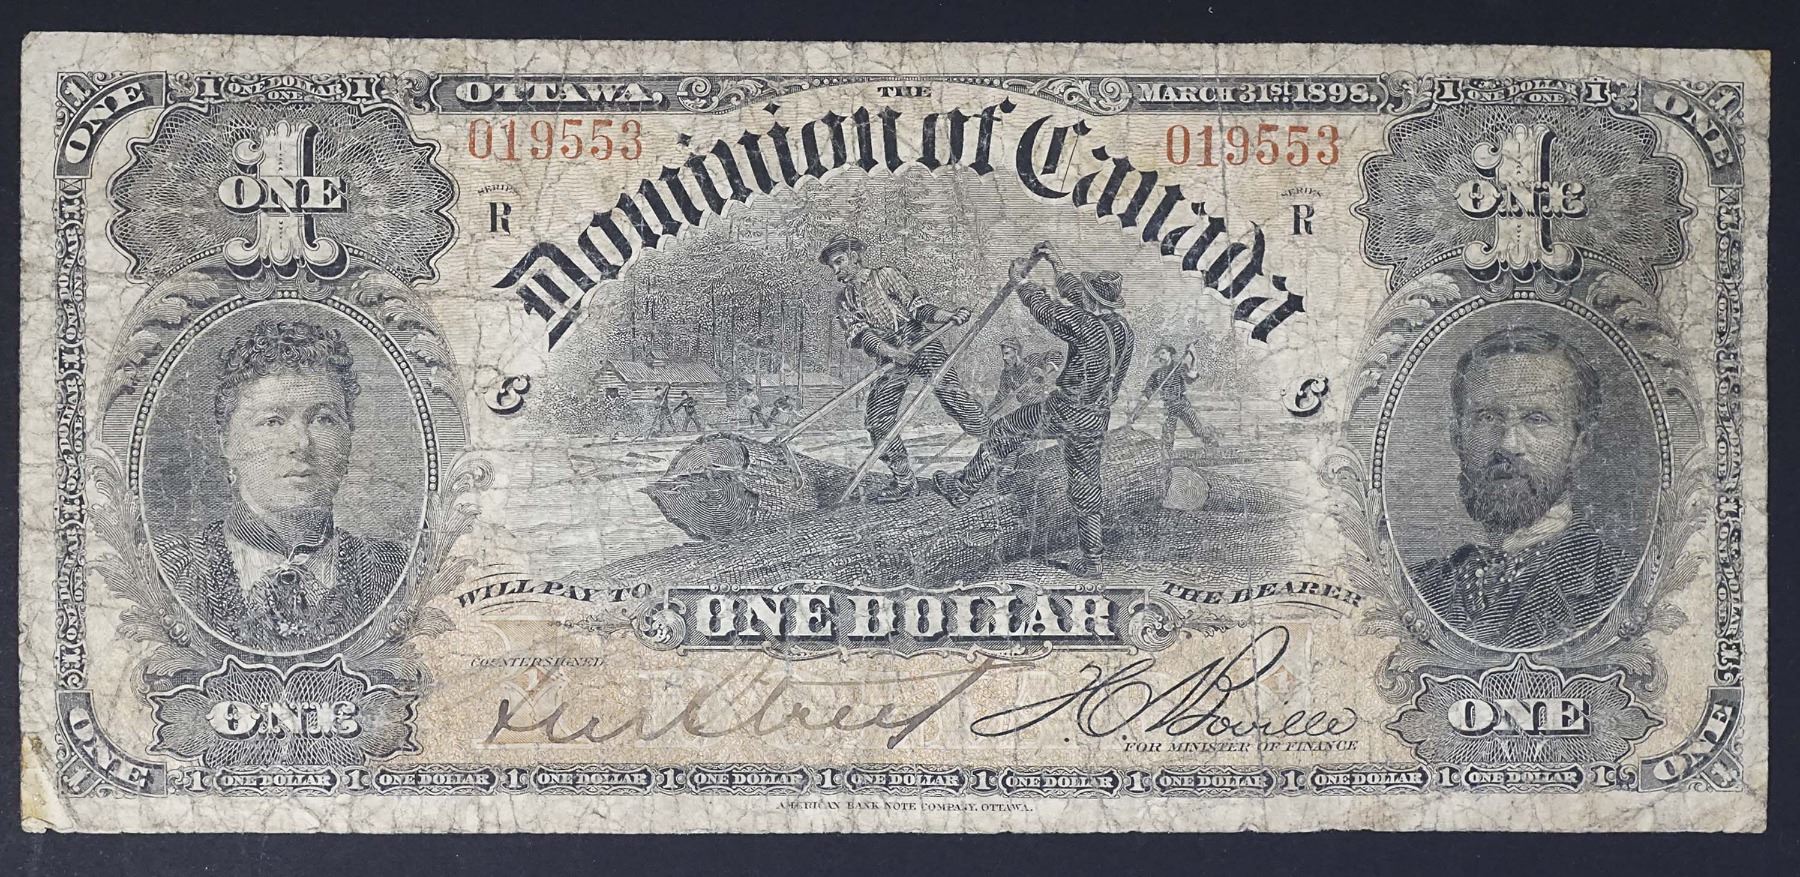 ONE 1 ONE DOLLAR ONE 1 OTTAWA, THE MARCH 31ST. 1898. 1 ONE DOLLAR ONE 1 ONE
019553 Dominion of Canada 019553
SERIES R SERIES R
1 ONE 1 ONE
& &
WILL PAY TO ONE DOLLAR THE BEARER
COUNTERSIGNED H. C. Boville
FOR MINISTER OF FINANCE
ONE ONE
ONE 1 ONE DOLLAR 1 ONE DOLLAR 1 ONE DOLLAR 1 ONE DOLLAR 1 ONE DOLLAR 1 ONE DOLLAR 1 ONE DOLLAR 1 ONE DOLLAR 1 ONE DOLLAR 1 ONE
AMERICAN BANK NOTE COMPANY, OTTAWA.